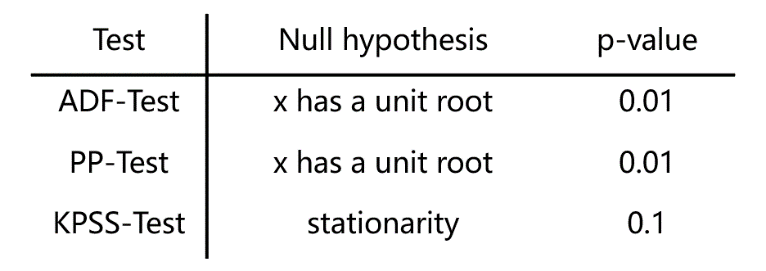 Test Null hypothesis p-value
ADF-Test x has a unit root 0.01
PP-Test x has a unit root 0.01
KPSS-Test stationarity 0.1